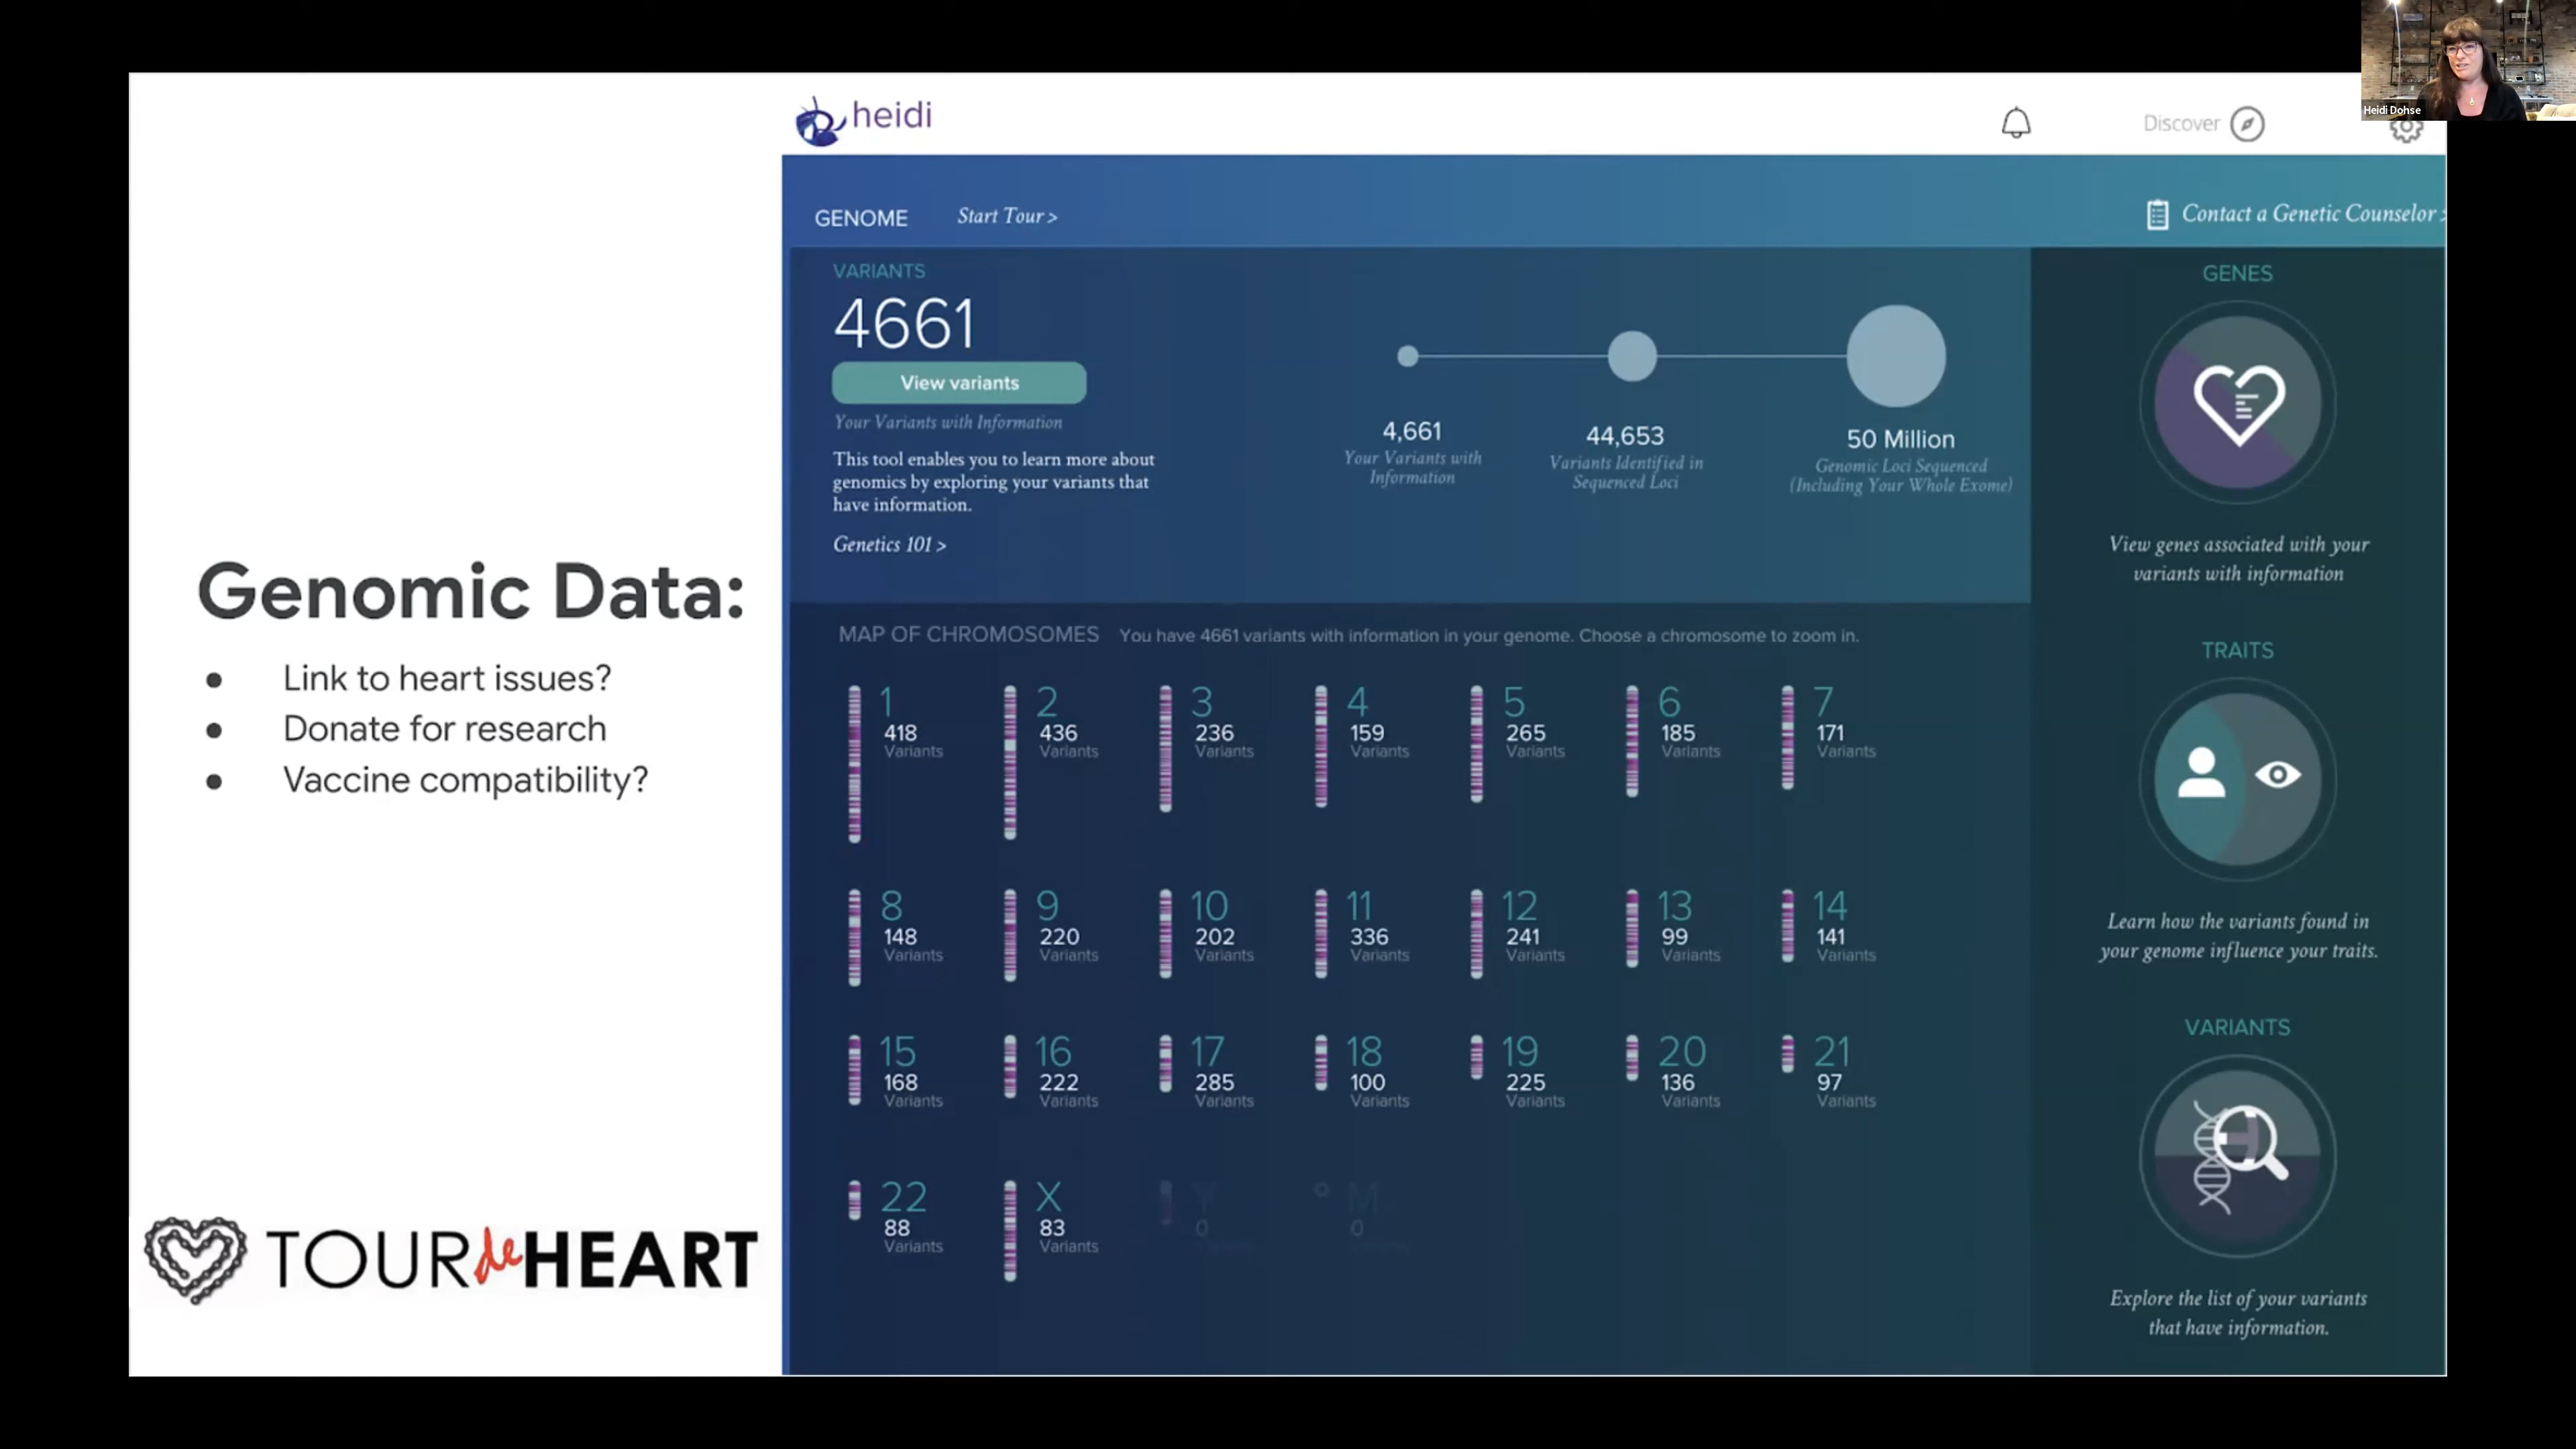 Heidi Dohse
heidi
Discover
GENOME
Start Tour >
Contact a Genetic Counselor >
VARIANTS
4661
View variants
Your Variants with Information
This tool enables you to learn more about
genomics by exploring your variants that
have information.
Genetics 101 >
4,661
Your Variants with
Information
44,653
Variants Identified in
Sequenced Loci
50 Million
Genomic Loci Sequenced
(Including Your Whole Exome)
GENES
View genes associated with your
variants with information
TRAITS
Learn how the variants found in
your genome influence your traits.
VARIANTS
Explore the list of your variants
that have information.
Genomic Data:
● Link to heart issues?
● Donate for research
● Vaccine compatibility?
TOUR de HEART
MAP OF CHROMOSOMES You have 4661 variants with information in your genome. Choose a chromosome to zoom in.
1 2 3 4 5 6 7
418 436 236 159 265 185 171
Variants Variants Variants Variants Variants Variants Variants
8 9 10 11 12 13 14
148 220 202 336 241 99 141
Variants Variants Variants Variants Variants Variants Variants
15 16 17 18 19 20 21
168 222 285 100 225 136 97
Variants Variants Variants Variants Variants Variants Variants
22 X Y M
88 83 0 0
Variants Variants